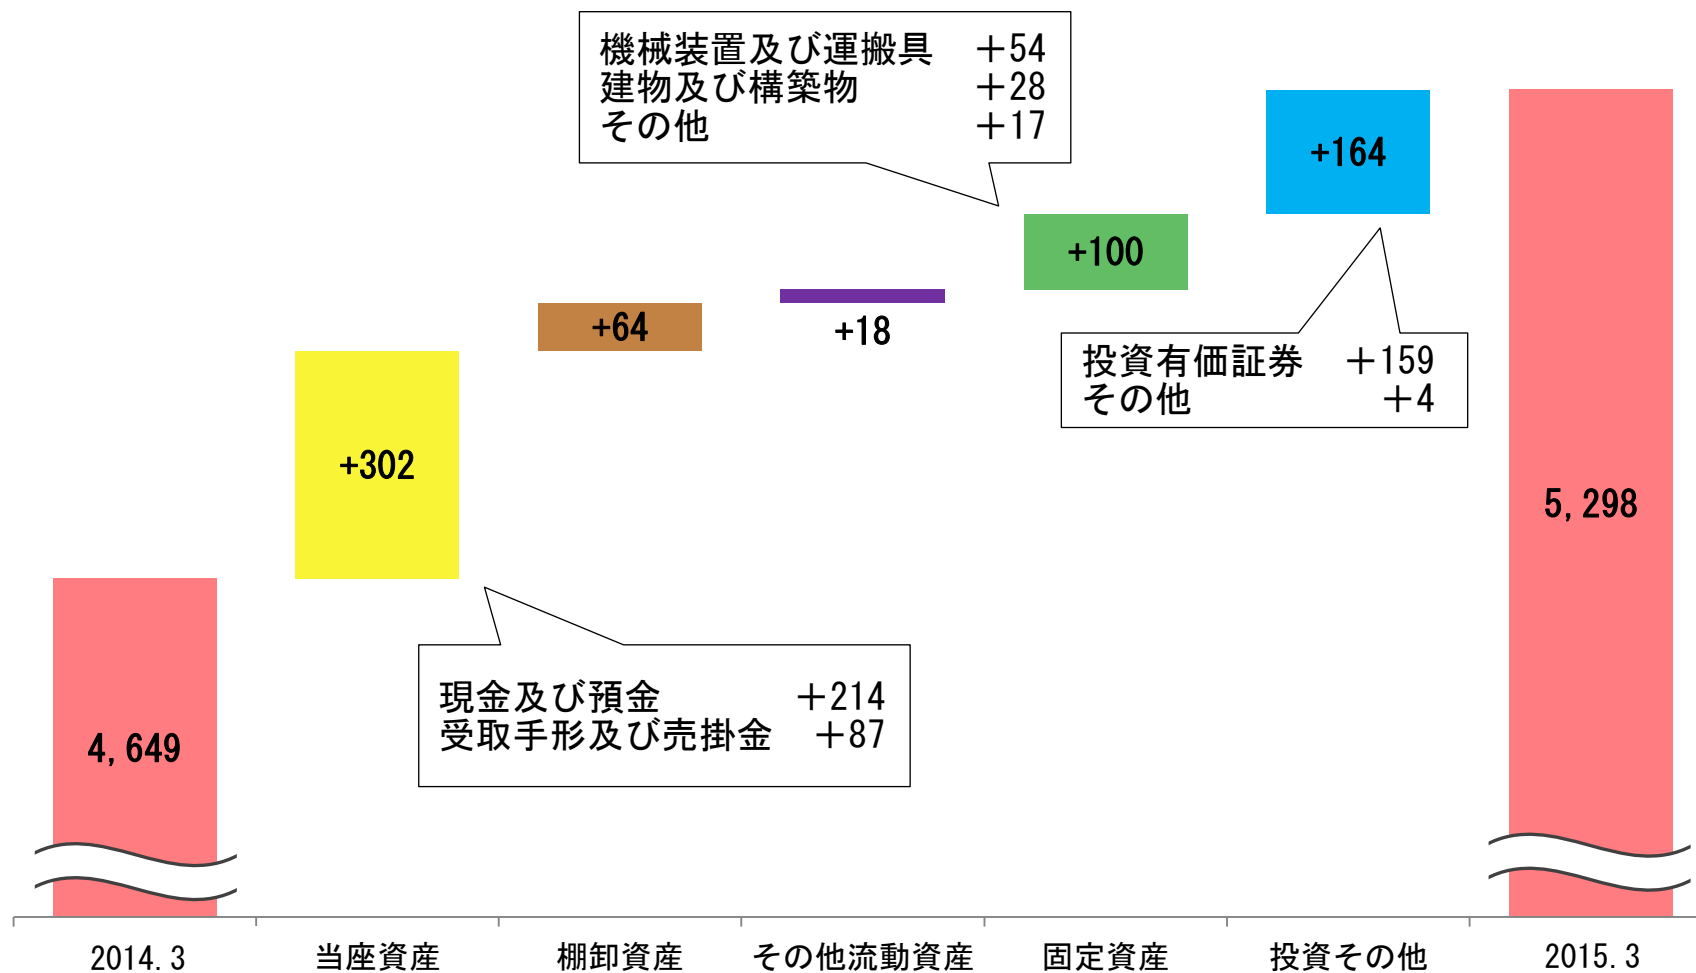 機械装置及び運搬具 +54
建物及び構築物 +28
その他 +17
+164
+100
+64
+18
投資有価証券 +159
その他 +4
+302
5,298
現金及び預金 +214
受取手形及び売掛金 +87
4,649
2014.3 当座資産 棚卸資産 その他流動資産 固定資産 投資その他 2015.3